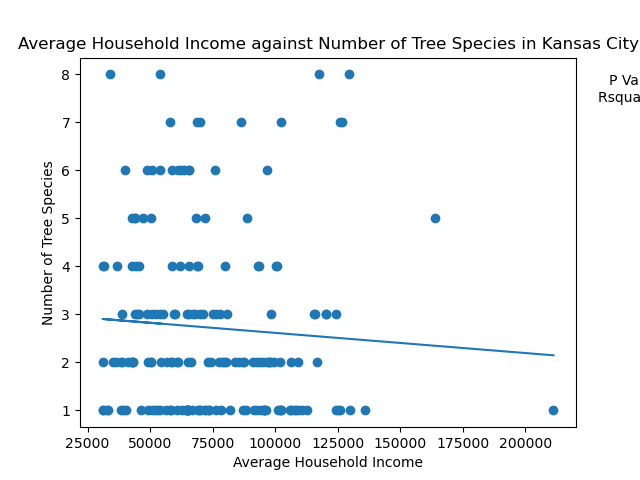 Average Household Income against Number of Tree Species in Kansas City
P Va
Rsqua
8
7
6
5
4
3
2
1
Number of Tree Species
25000 50000 75000 100000 125000 150000 175000 200000
Average Household Income